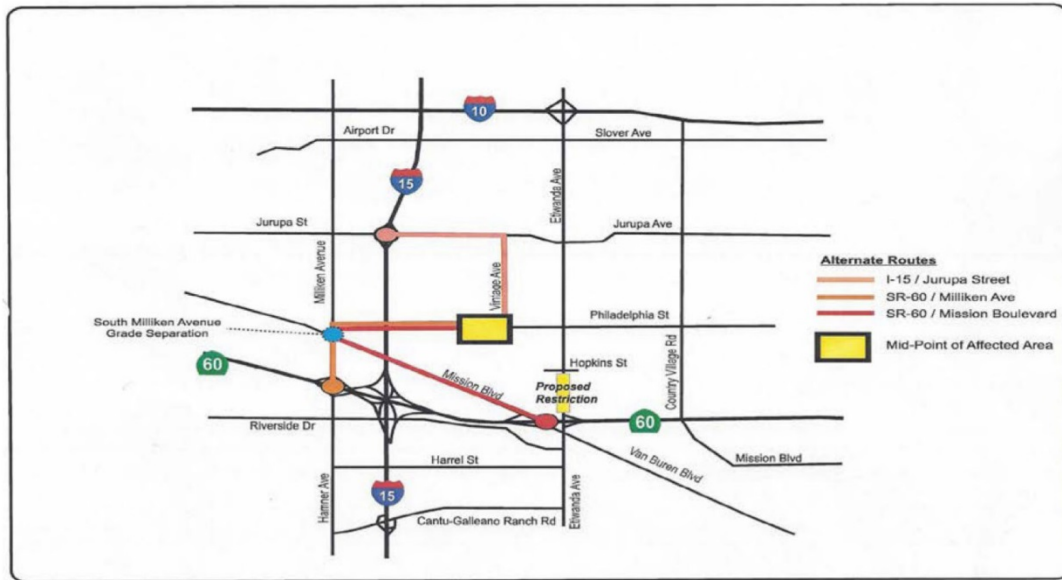 10
Airport Dr
Slover Ave
Etiwanda Ave
15
Jurupa St
Jurupa Ave
Milliken Avenue
Vintage Ave
Alternate Routes
I-15 / Jurupa Street
SR-60 / Milliken Ave
SR-60 / Mission Boulevard
Mid-Point of Affected Area
South Milliken Avenue
Grade Separation
Philadelphia St
60
Hopkins St
Country Village Rd
Mission Blvd
Proposed
Restriction
60
Riverside Dr
Harrel St
Van Buren Blvd
Mission Blvd
Hamner Ave
15
Cantu-Galleano Ranch Rd
Etiwanda Ave